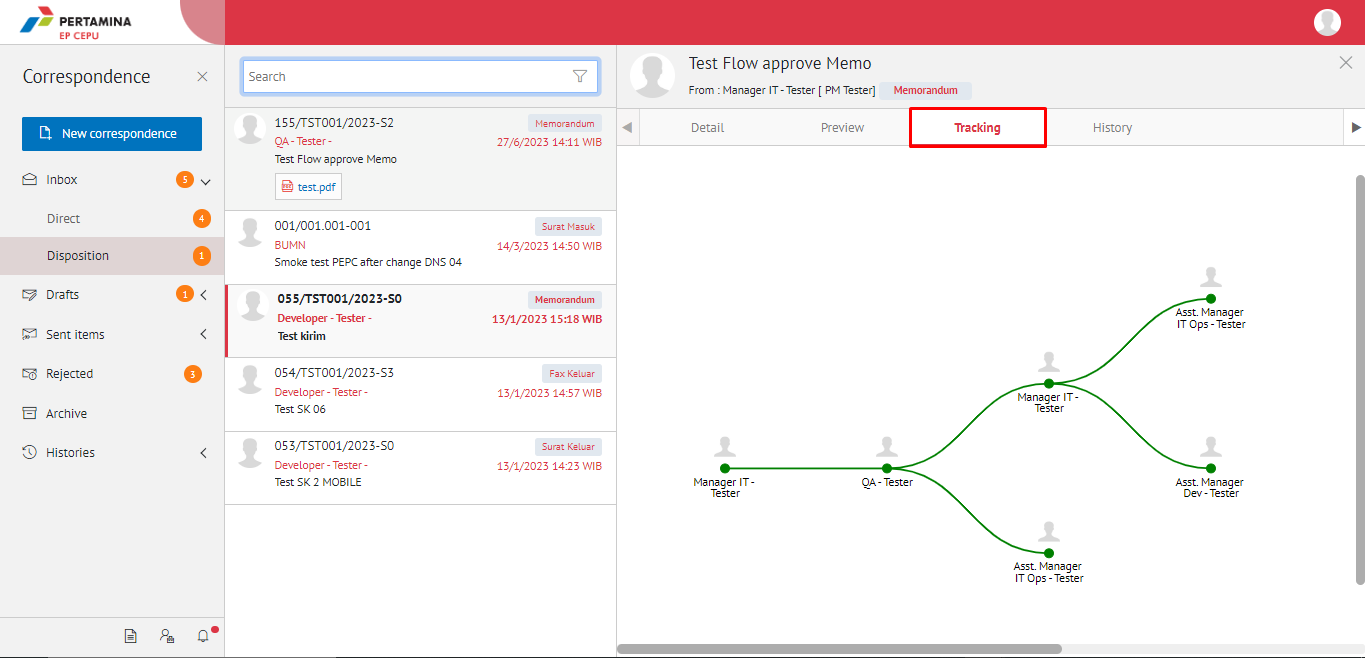 PERTAMINA
EP CEPU
Correspondence
New correspondence
Inbox 5
Direct 4
Disposition 1
Drafts 1
Sent items
Rejected 3
Archive
Histories
Search
155/TST001/2023-S2 Memorandum
QA - Tester - 27/6/2023 14:11 WIB
Test Flow approve Memo
test.pdf
001/001.001-001 Surat Masuk
BUMN 14/3/2023 14:50 WIB
Smoke test PEPC after change DNS 04
055/TST001/2023-S0 Memorandum
Developer - Tester - 13/1/2023 15:18 WIB
Test kirim
054/TST001/2023-S3 Fax Keluar
Developer - Tester - 13/1/2023 14:57 WIB
Test SK 06
053/TST001/2023-S0 Surat Keluar
Developer - Tester - 13/1/2023 14:23 WIB
Test SK 2 MOBILE
Test Flow approve Memo
From : Manager IT - Tester [ PM Tester] Memorandum
Detail Preview Tracking History
Asst. Manager
IT Ops - Tester
Manager IT -
Tester
Manager IT -
Tester
QA - Tester
Asst. Manager
Dev - Tester
Asst. Manager
IT Ops - Tester